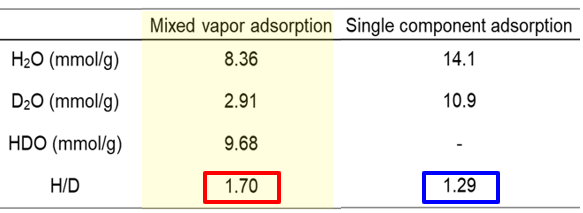 Mixed vapor adsorption Single component adsorption
H₂O (mmol/g) 8.36 14.1
D₂O (mmol/g) 2.91 10.9
HDO (mmol/g) 9.68 -
H/D 1.70 1.29